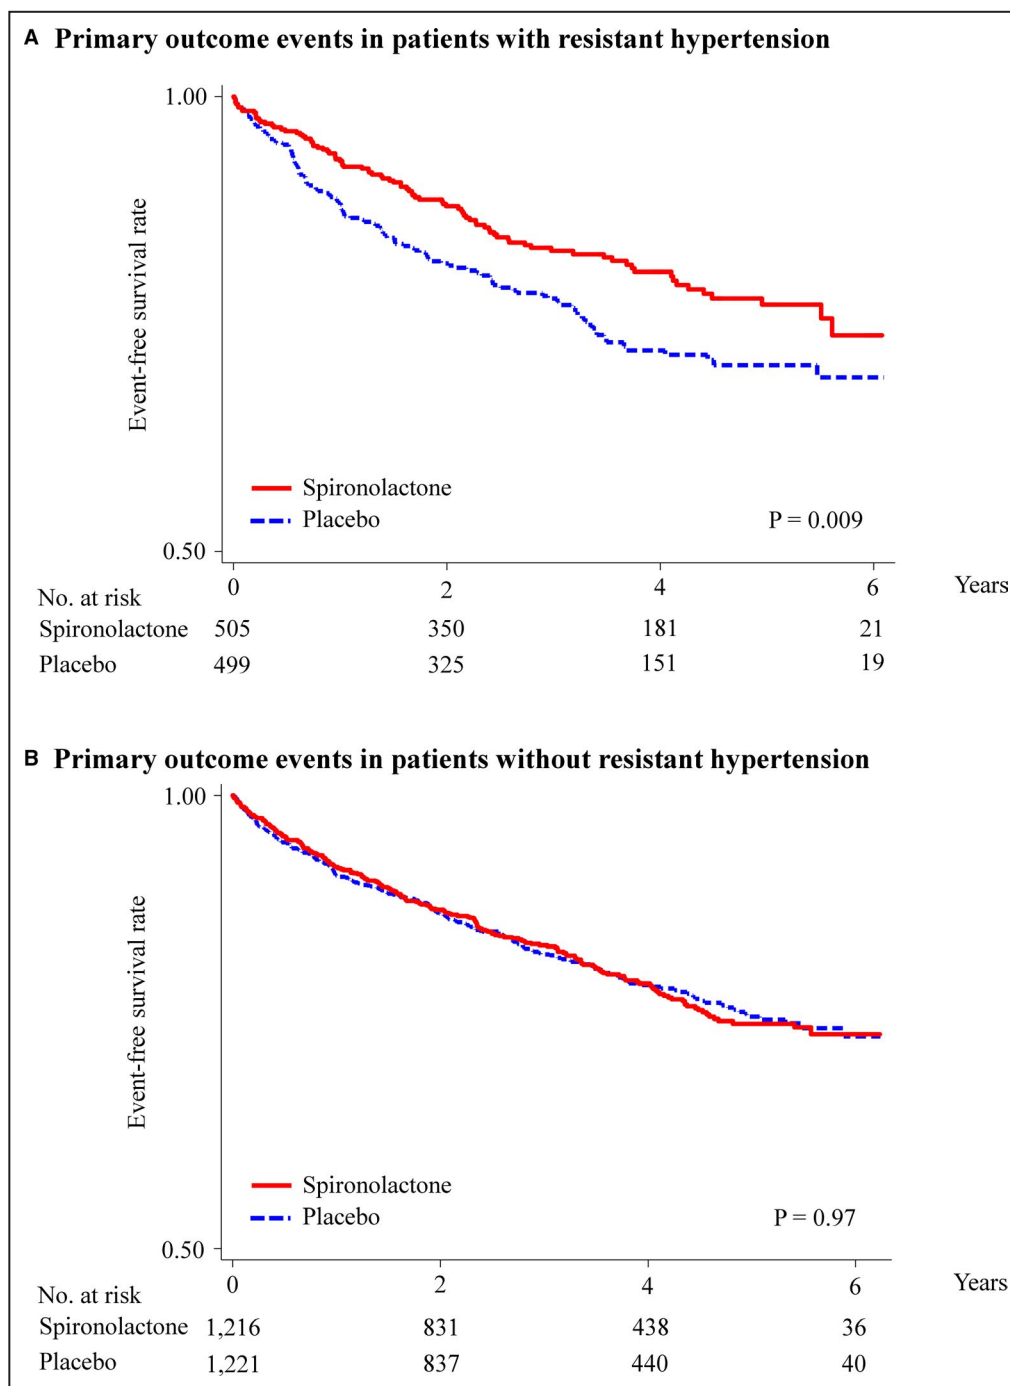 A Primary outcome events in patients with resistant hypertension
1.00
Event-free survival rate
Spironolactone
Placebo
P = 0.009
0.50
0 2 4 6 Years
No. at risk
Spironolactone 505 350 181 21
Placebo 499 325 151 19
B Primary outcome events in patients without resistant hypertension
1.00
Event-free survival rate
Spironolactone
Placebo
P = 0.97
0.50
0 2 4 6 Years
No. at risk
Spironolactone 1,216 831 438 36
Placebo 1,221 837 440 40